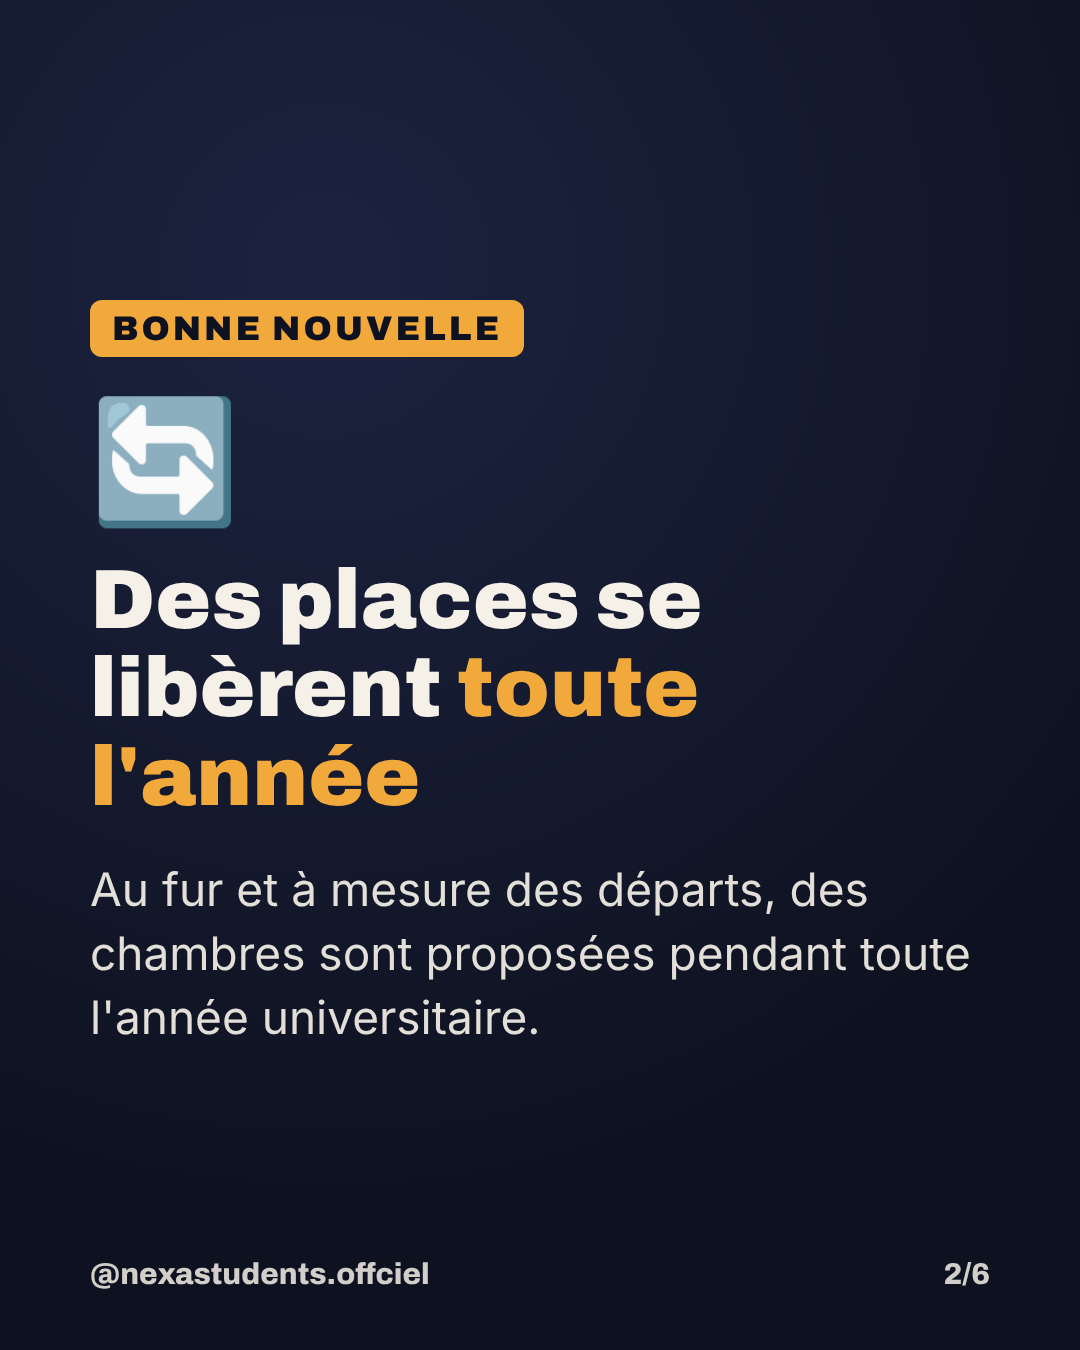 BONNE NOUVELLE
Des places se
libèrent toute
l'année
Au fur et à mesure des départs, des
chambres sont proposées pendant toute
l'année universitaire.
@nexastudents.offciel
2/6